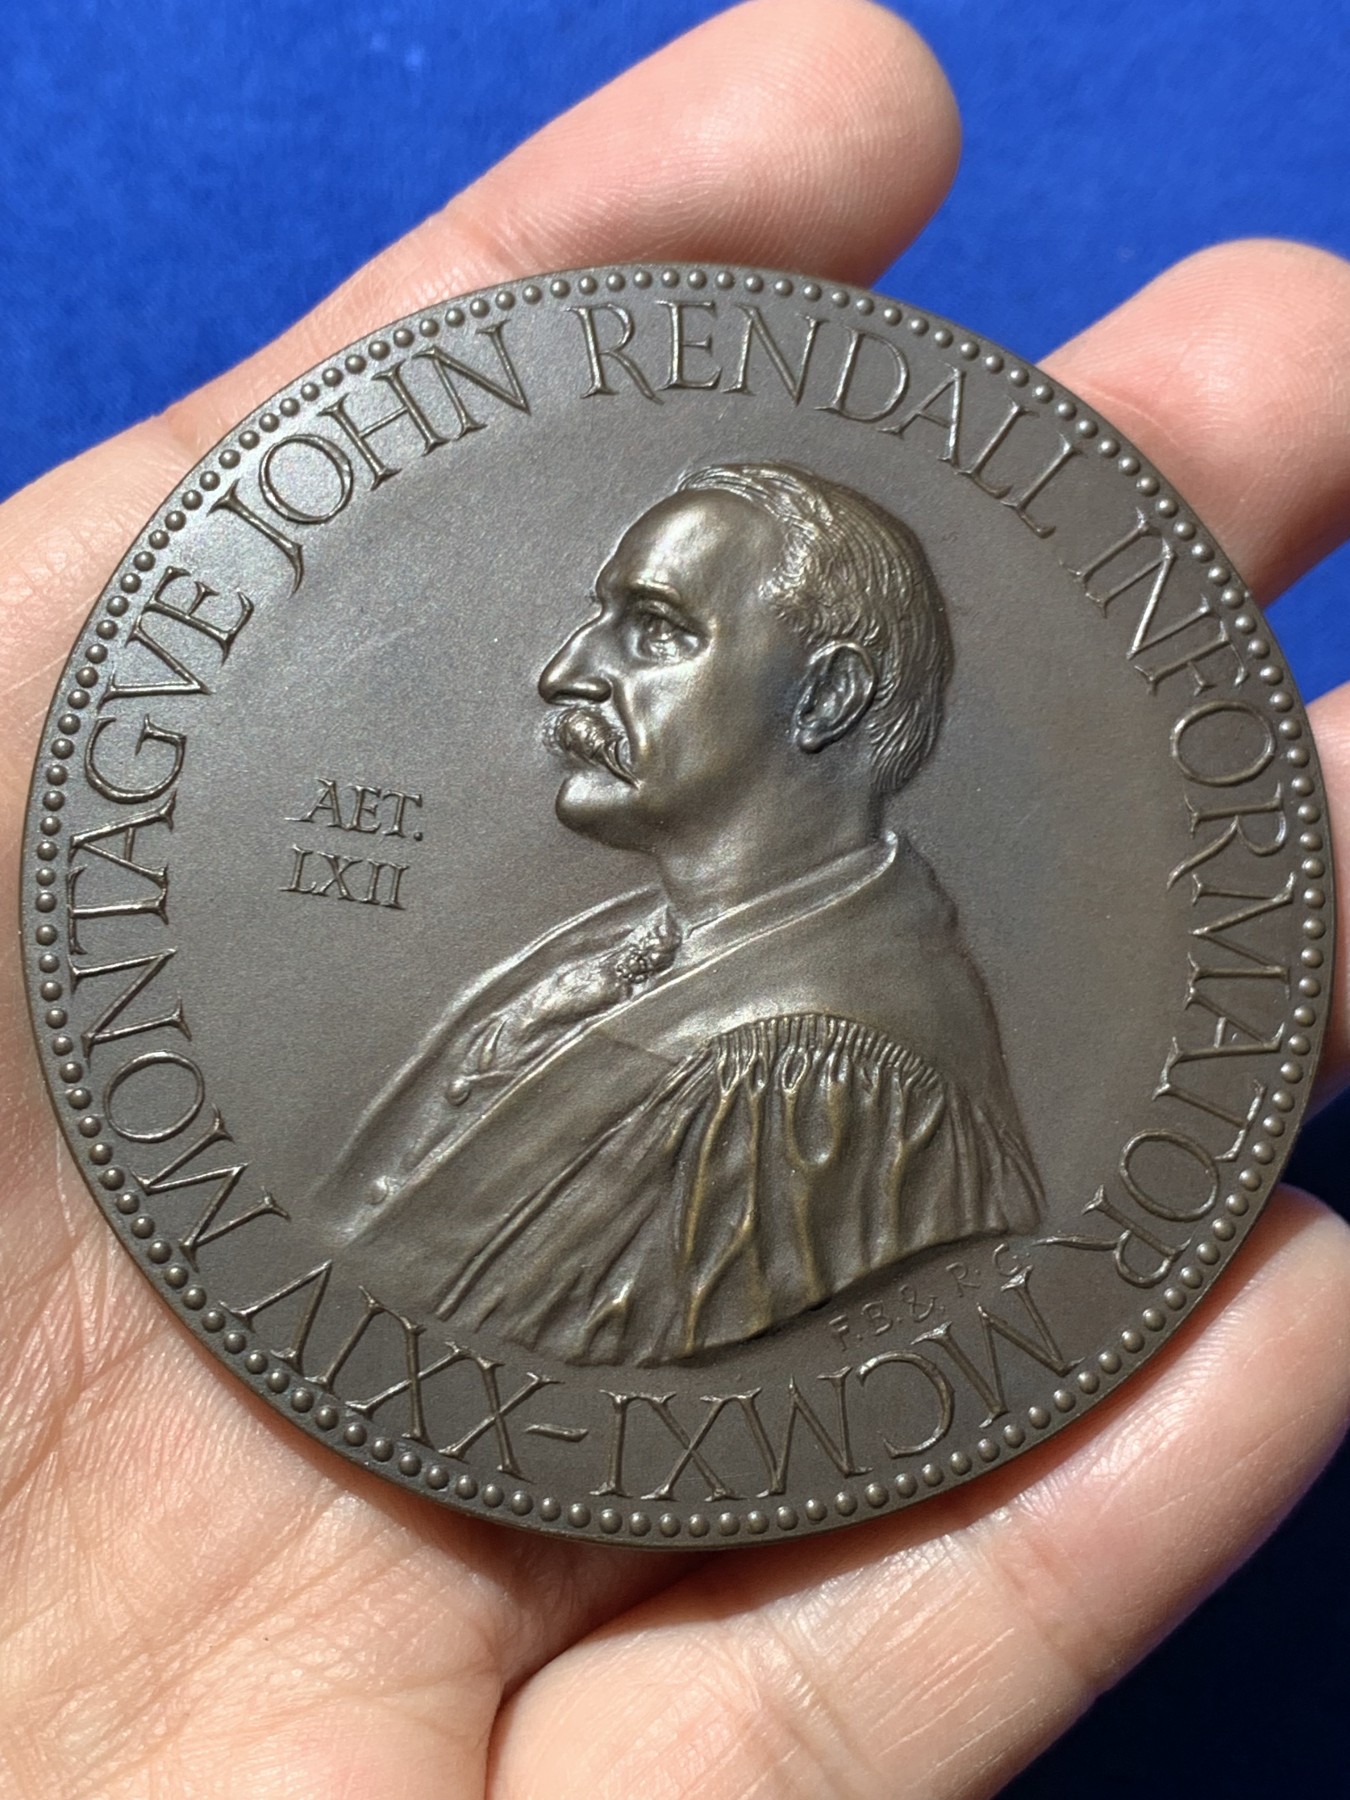 MONTAGVE JOHN RENDALL INFORMATOR MCMXI-XXIV
AET.
LXII
F.B.& R.G